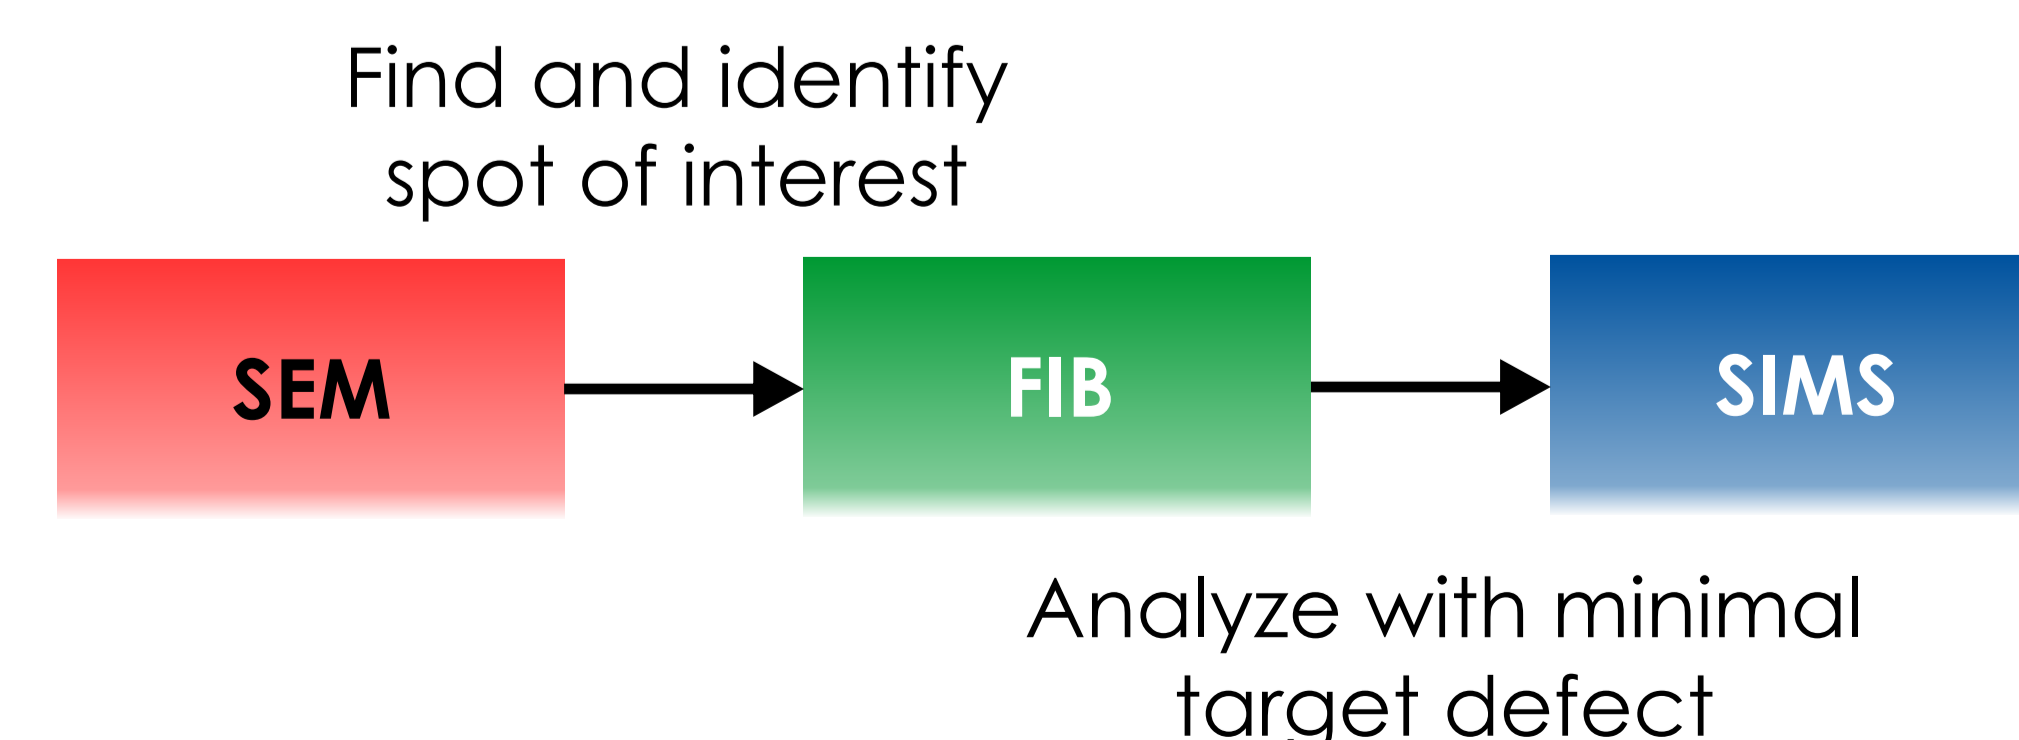 Find and identify
spot of interest
SEM
FIB
SIMS
Analyze with minimal
target defect